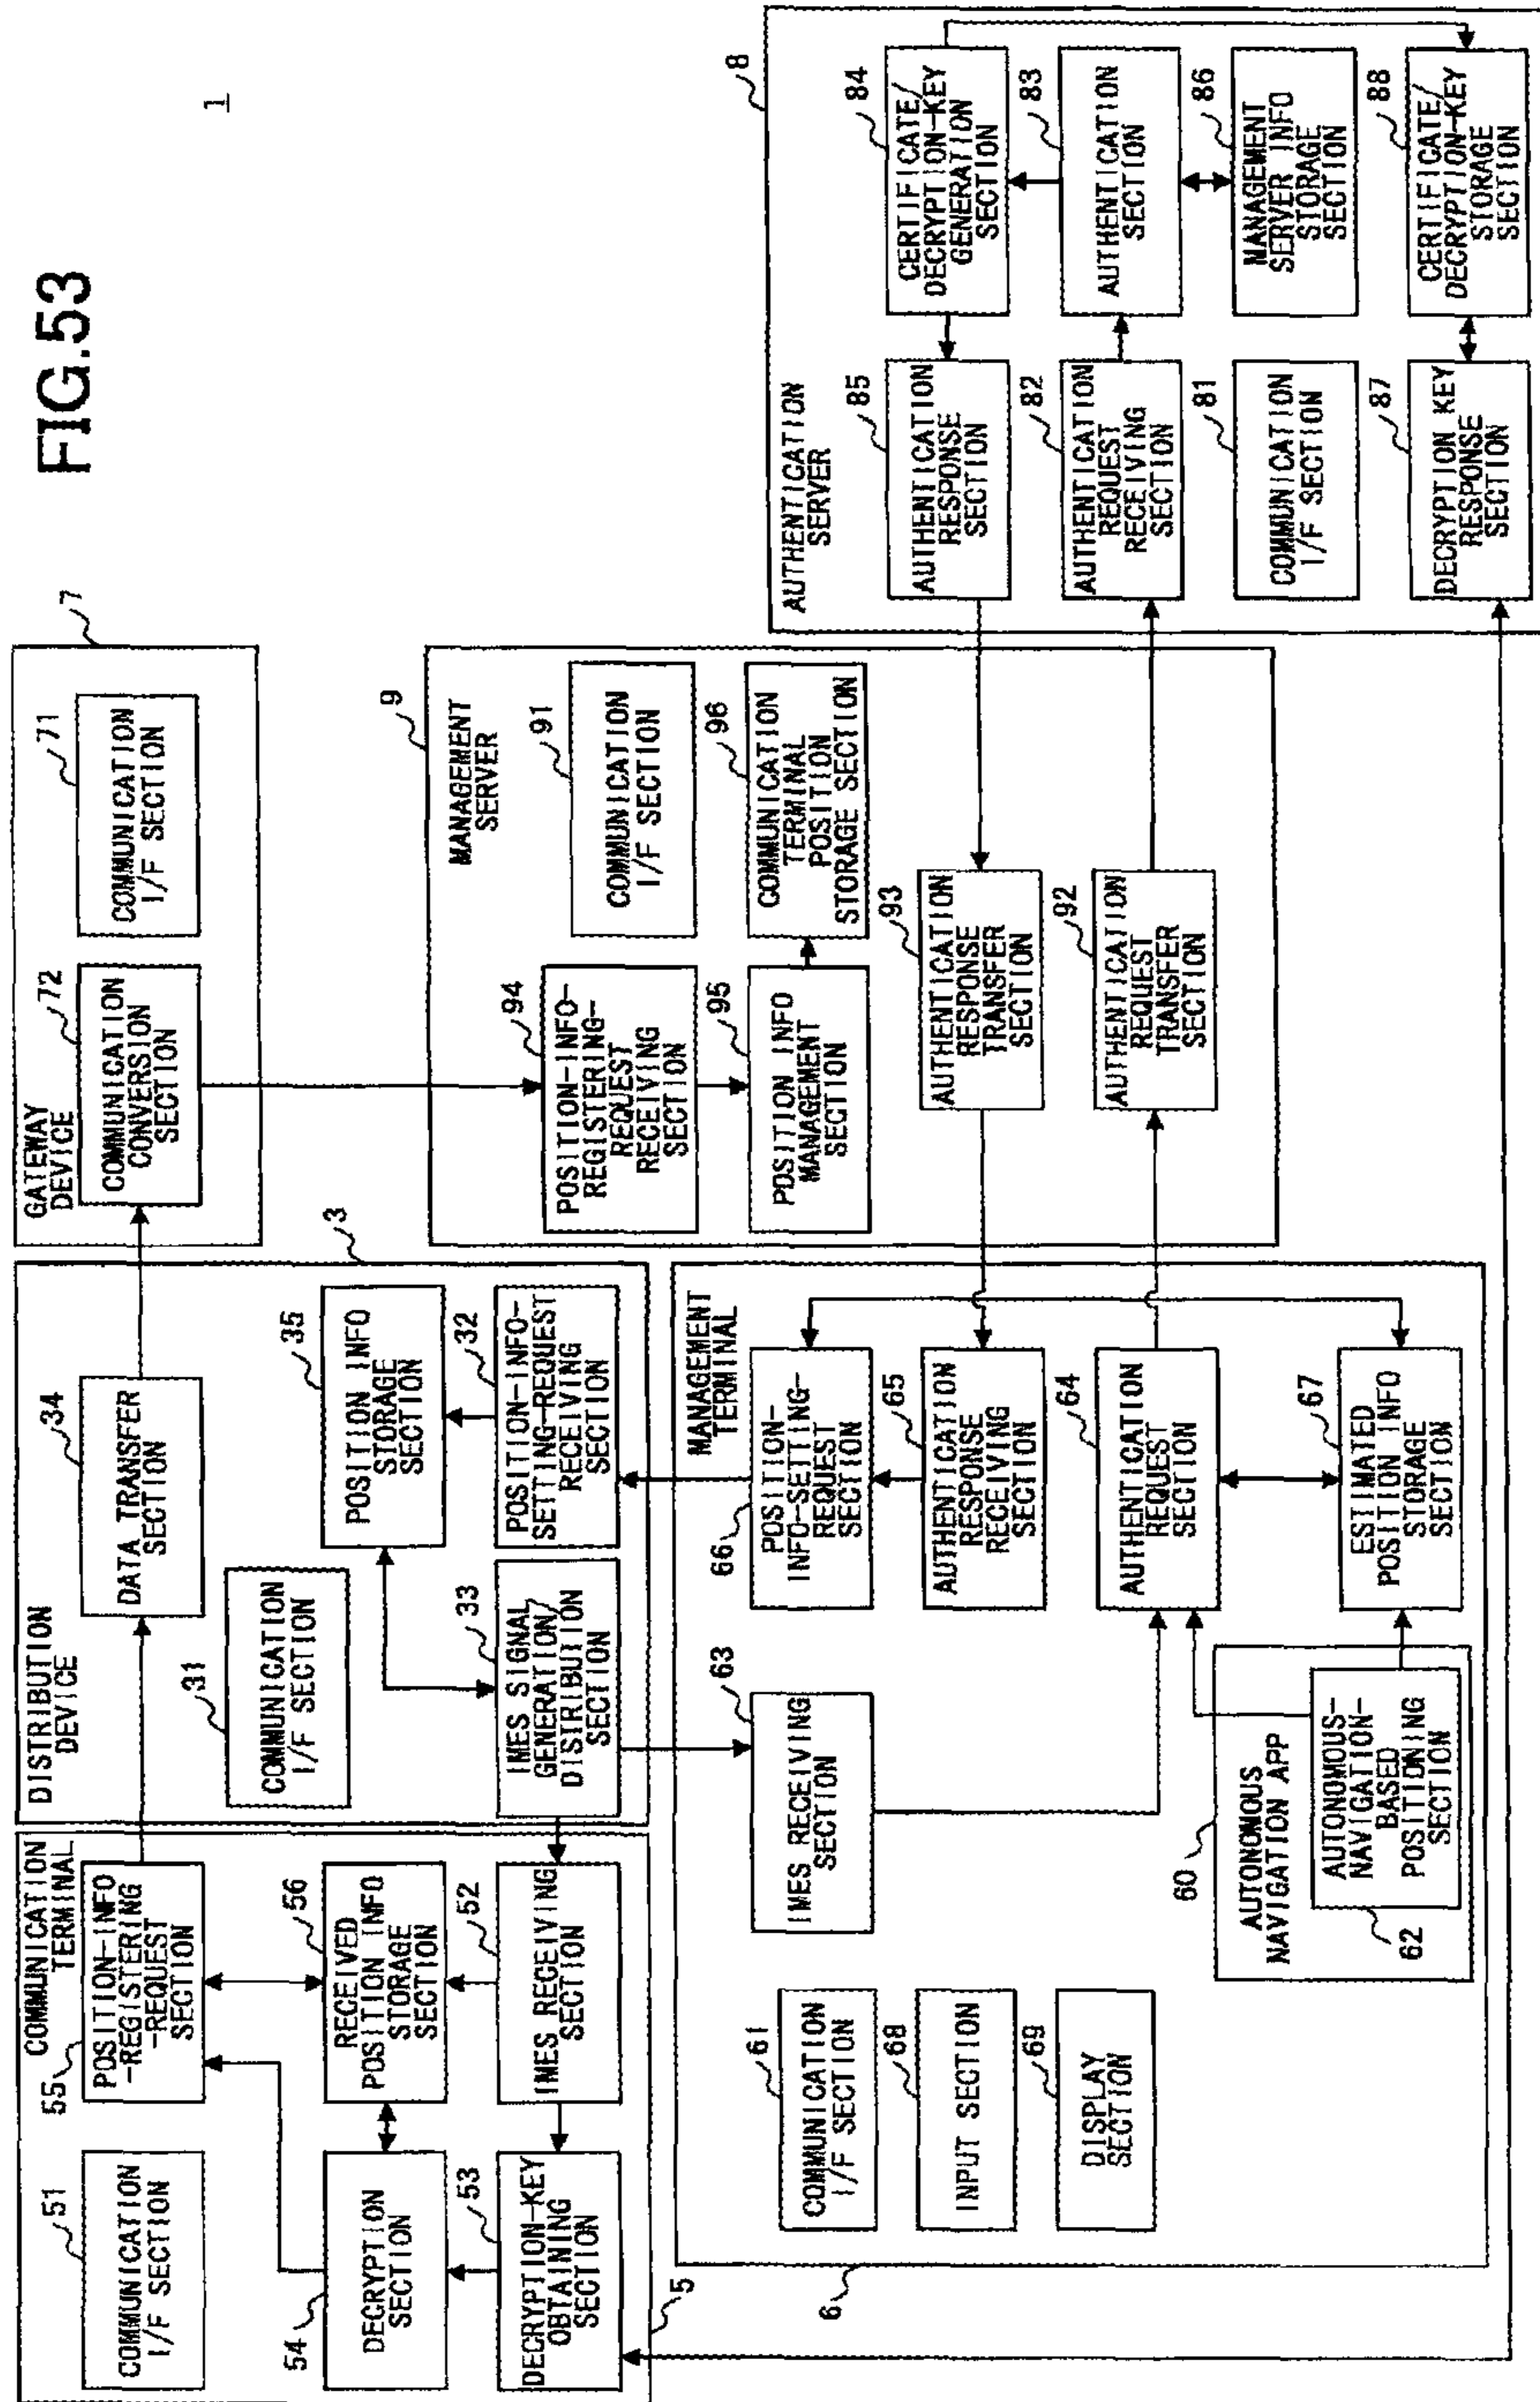 FIG.53
1
COMMUNICATION
TERMINAL
51
COMMUNICATION
I/F SECTION
55
POSITION-INFO
-REGISTERING
-REQUEST
SECTION
54
DECRYPTION
SECTION
56
RECEIVED
POSITION INFO
STORAGE
SECTION
53
DECRYPTION-KEY
OBTAINING
SECTION
52
IMES RECEIVING
SECTION
5
DISTRIBUTION
DEVICE
3
34
DATA TRANSFER
SECTION
31
COMMUNICATION
I/F SECTION
35
POSITION INFO
STORAGE
SECTION
33
IMES SIGNAL
GENERATION/
DISTRIBUTION
SECTION
32
POSITION-INFO-
SETTING-REQUEST
RECEIVING
SECTION
GATEWAY
DEVICE
7
72
COMMUNICATION
CONVERSION
SECTION
71
COMMUNICATION
I/F SECTION
MANAGEMENT
SERVER
9
94
POSITION-INFO-
REGISTERING-
REQUEST
RECEIVING
SECTION
91
COMMUNICATION
I/F SECTION
95
POSITION INFO
MANAGEMENT
SECTION
96
COMMUNICATION
TERMINAL
POSITION
STORAGE SECTION
93
AUTHENTICATION
RESPONSE
TRANSFER
SECTION
92
AUTHENTICATION
REQUEST
TRANSFER
SECTION
MANAGEMENT
TERMINAL
6
61
COMMUNICATION
I/F SECTION
68
INPUT SECTION
69
DISPLAY
SECTION
63
IMES RECEIVING
SECTION
66
POSITION-
INFO-SETTING-
REQUEST
SECTION
65
AUTHENTICATION
RESPONSE
RECEIVING
SECTION
64
AUTHENTICATION
REQUEST
SECTION
60
AUTONOMOUS
NAVIGATION APP
62
AUTONOMOUS-
NAVIGATION-
BASED
POSITIONING
SECTION
67
ESTIMATED
POSITION INFO
STORAGE
SECTION
AUTHENTICATION
SERVER
8
85
AUTHENTICATION
RESPONSE
SECTION
84
CERTIFICATE/
DECRYPTION-KEY
GENERATION
SECTION
82
AUTHENTICATION
REQUEST
RECEIVING
SECTION
83
AUTHENTICATION
SECTION
81
COMMUNICATION
I/F SECTION
86
MANAGEMENT
SERVER INFO
STORAGE
SECTION
87
DECRYPTION KEY
RESPONSE
SECTION
88
CERTIFICATE/
DECRYPTION-KEY
STORAGE
SECTION